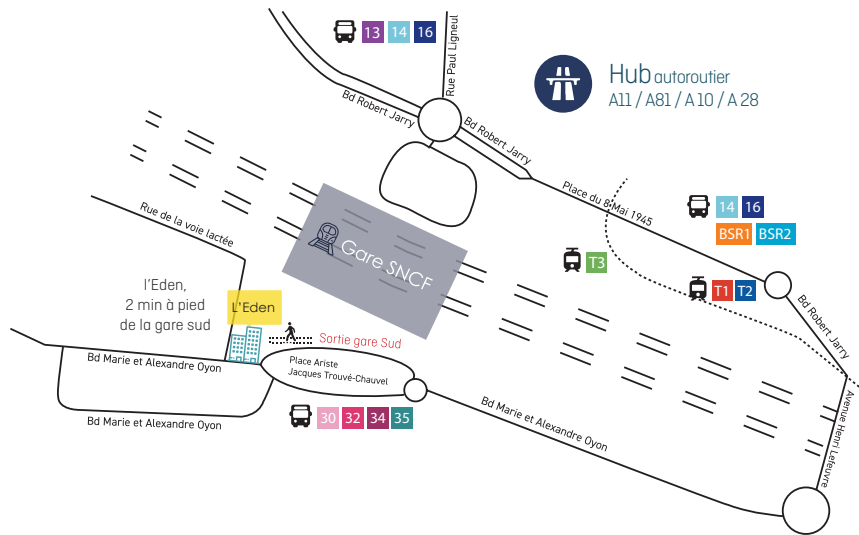 13 14 16
Rue Paul Ligneul
Hub autoroutier
A11 / A81 / A 10 / A 28
Bd Robert Jarry
Bd Robert Jarry
Place du 8 Mai 1945
14 16
BSR1 BSR2
Rue de la voie lactée
Gare SNCF
T3
T1 T2
l'Eden,
2 min à pied
de la gare sud
L'Eden
Sortie gare Sud
Bd Robert Jarry
Bd Marie et Alexandre Oyon
Place Ariste
Jacques Trouvé-Chauvel
Bd Marie et Alexandre Oyon
30 32 34 35
Bd Marie et Alexandre Oyon
Avenue Henri Lefeuvre